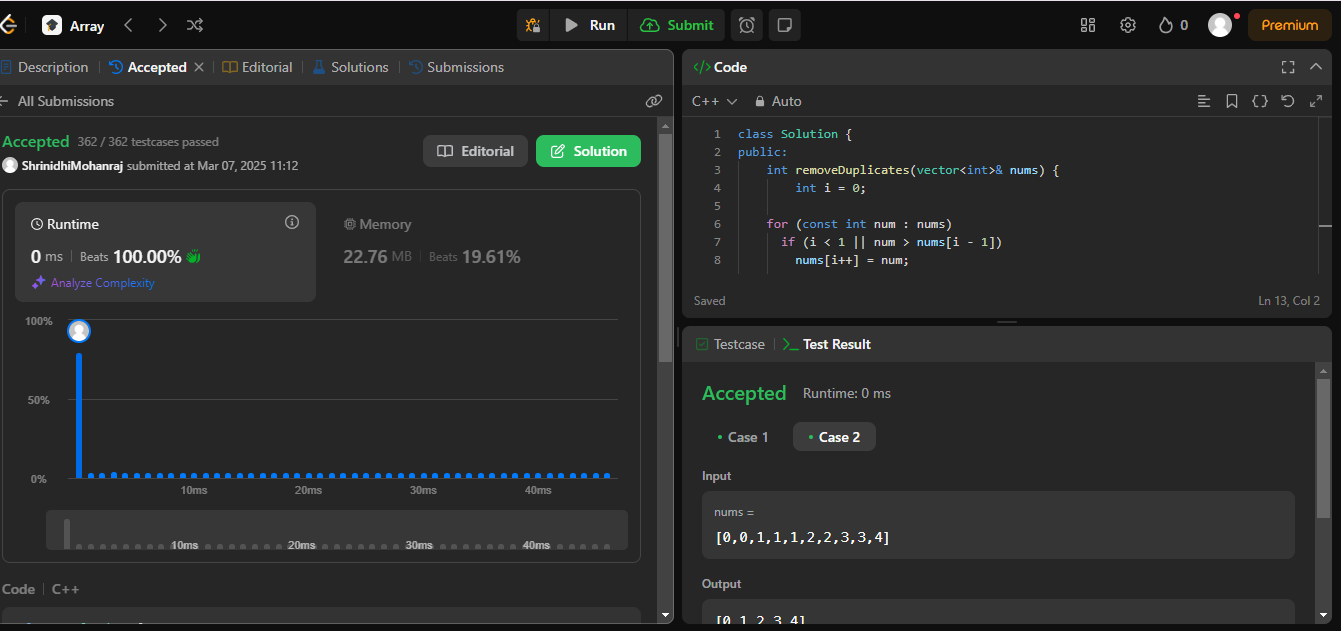 Array
Run
Submit
0
Premium
Description
Accepted
Editorial
Solutions
Submissions
All Submissions
Accepted 362 / 362 testcases passed
ShrinidhiMohanraj submitted at Mar 07, 2025 11:12
Editorial
Solution
Runtime
0 ms Beats 100.00%
Analyze Complexity
Memory
22.76 MB Beats 19.61%
100%
50%
0%
10ms 20ms 30ms 40ms
10ms 20ms 30ms 40ms
Code C++
</> Code
C++ Auto
1 class Solution {
2 public:
3 int removeDuplicates(vector<int>& nums) {
4 int i = 0;
5
6 for (const int num : nums)
7 if (i < 1 || num > nums[i - 1])
8 nums[i++] = num;
Saved
Ln 13, Col 2
Testcase
>_ Test Result
Accepted Runtime: 0 ms
• Case 1 • Case 2
Input
nums =
[0,0,1,1,1,2,2,3,3,4]
Output
[0,1,2,3,4]